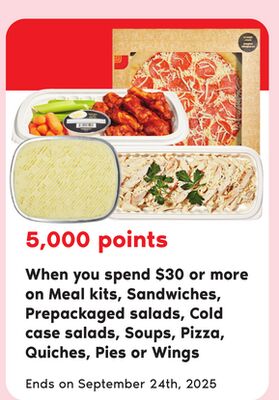 5,000 points
When you spend $30 or more
on Meal kits, Sandwiches,
Prepackaged salads, Cold
case salads, Soups, Pizza,
Quiches, Pies or Wings
Ends on September 24th, 2025